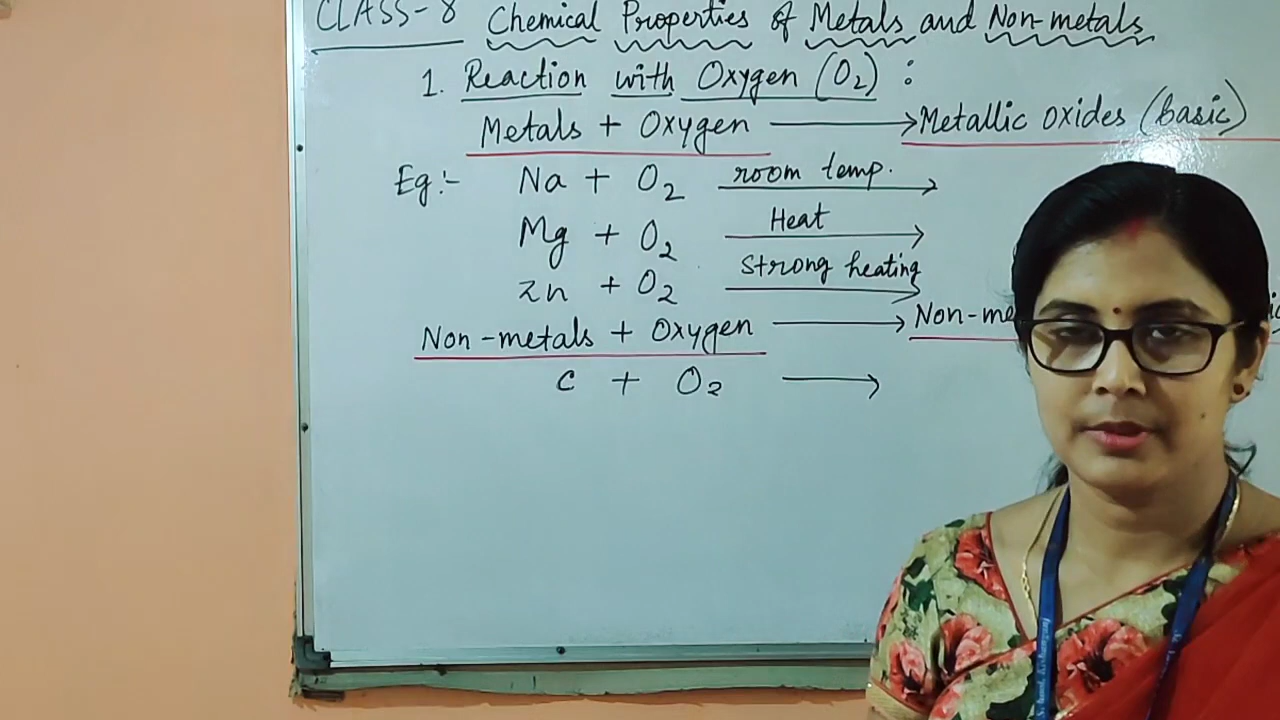 CLASS-8 Chemical Properties of Metals and Non-metals
1. Reaction with Oxygen (O₂) :
Metals + Oxygen ⟶ Metallic oxides (basic)
Eg:- Na + O₂ room temp. ⟶
Mg + O₂ Heat ⟶
Zn + O₂ Strong heating ⟶
Non-metals + Oxygen ⟶ Non-me
C + O₂ ⟶